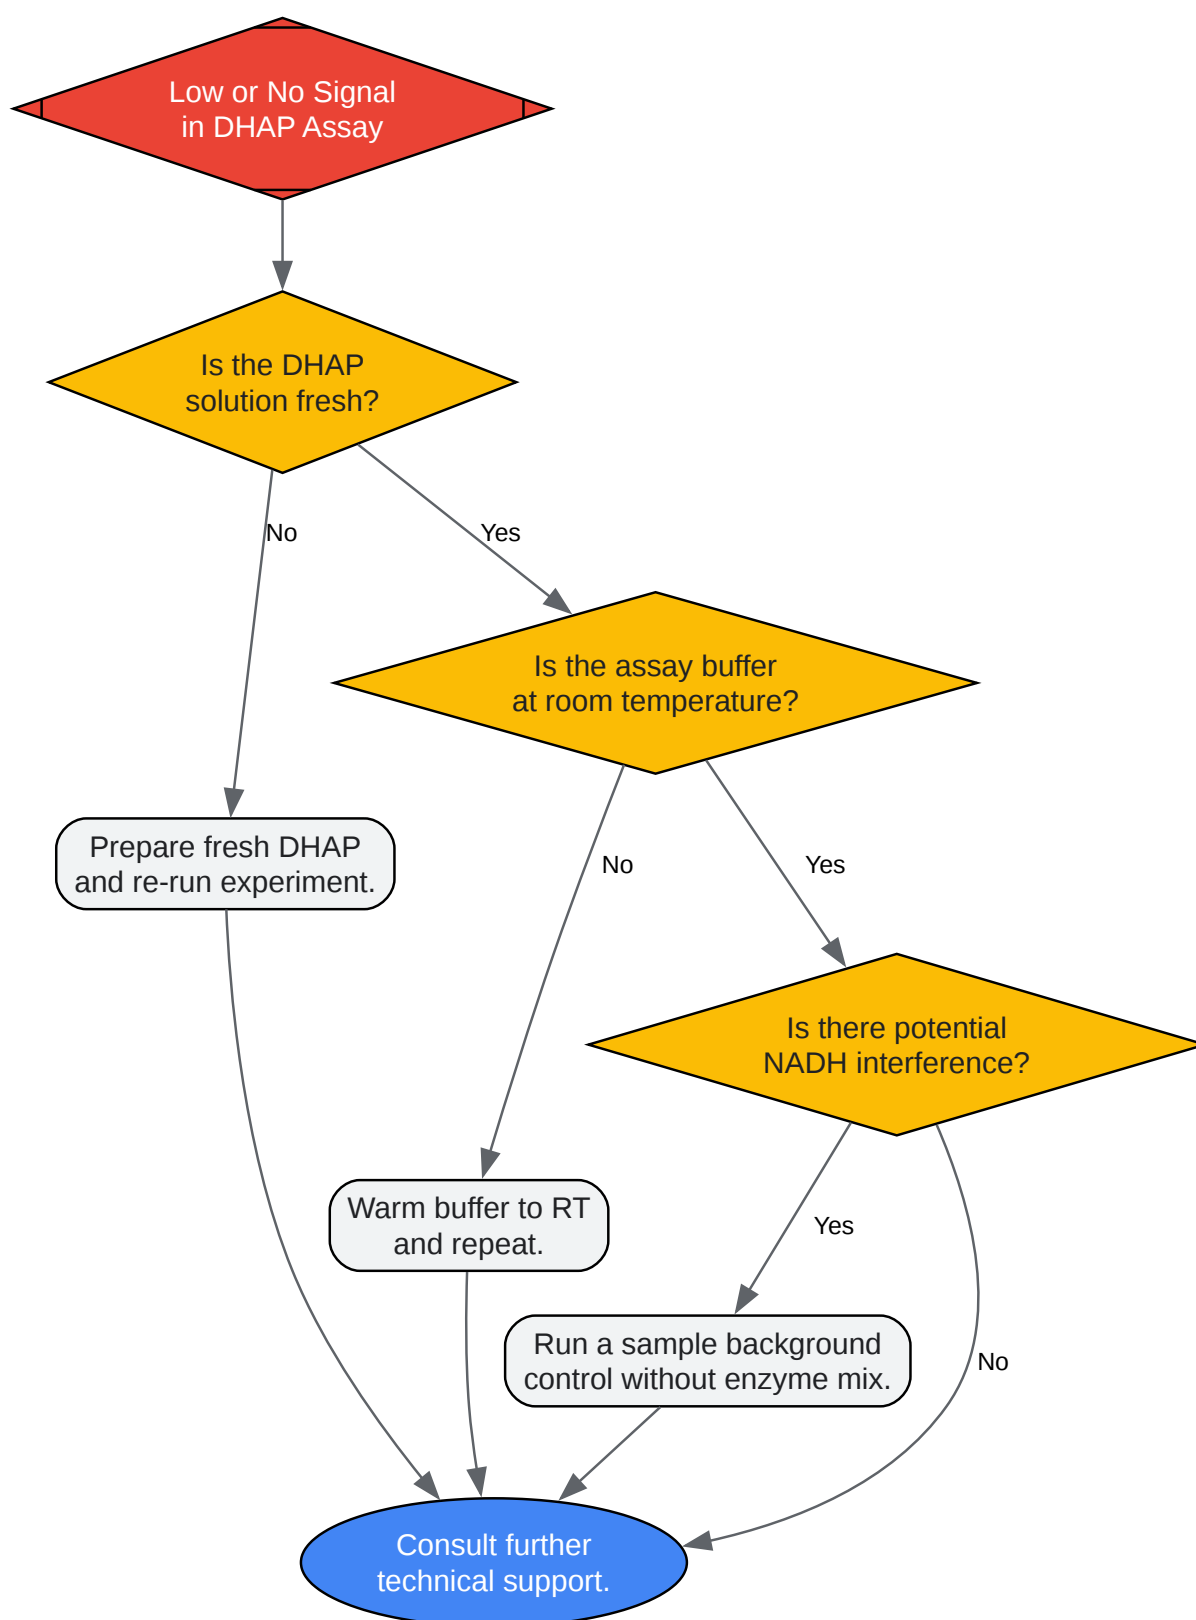 Low or No Signal
in DHAP Assay
Is the DHAP
solution fresh?
No
Yes
Is the assay buffer
at room temperature?
Prepare fresh DHAP
and re-run experiment.
No
Yes
Is there potential
NADH interference?
Warm buffer to RT
and repeat.
Yes
Run a sample background
control without enzyme mix.
No
Consult further
technical support.